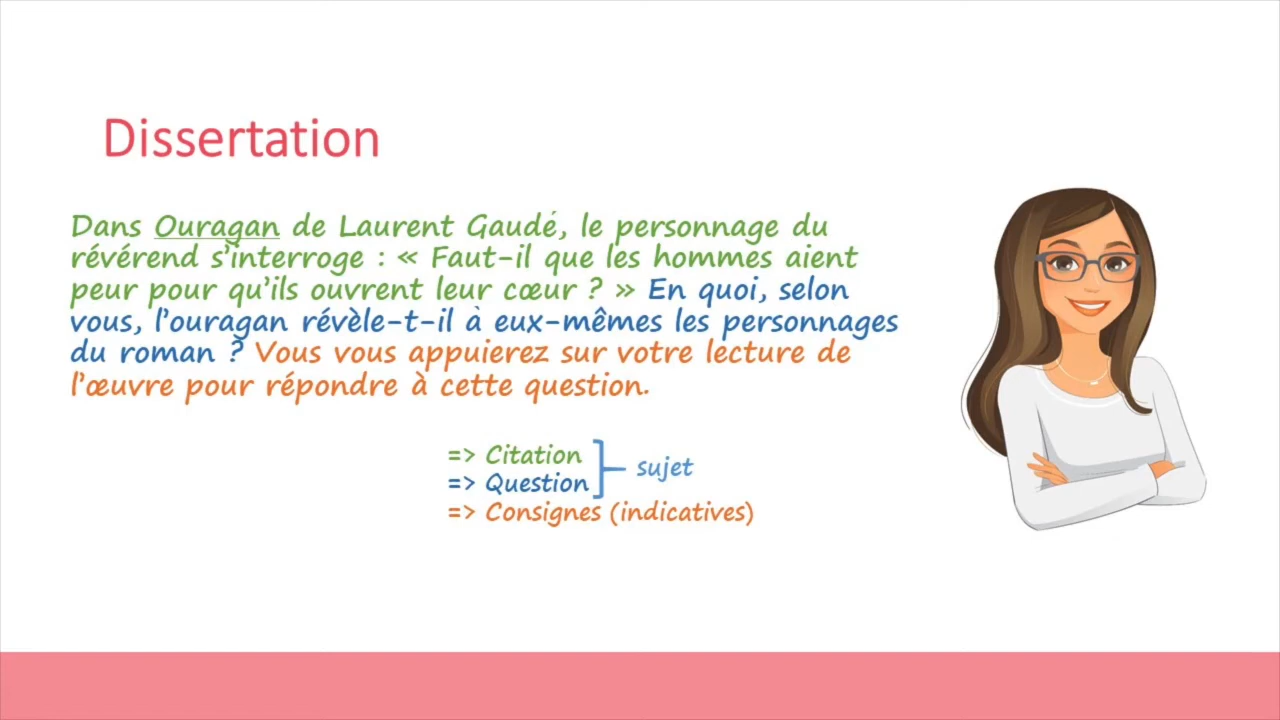 Dissertation
Dans Ouragan de Laurent Gaudé, le personnage du
révérend s'interroge : « Faut-il que les hommes aient
peur pour qu'ils ouvrent leur cœur ? » En quoi, selon
vous, l'ouragan révèle-t-il à eux-mêmes les personnages
du roman ? Vous vous appuierez sur votre lecture de
l'œuvre pour répondre à cette question.
=> Citation
sujet
=> Question
=> Consignes (indicatives)